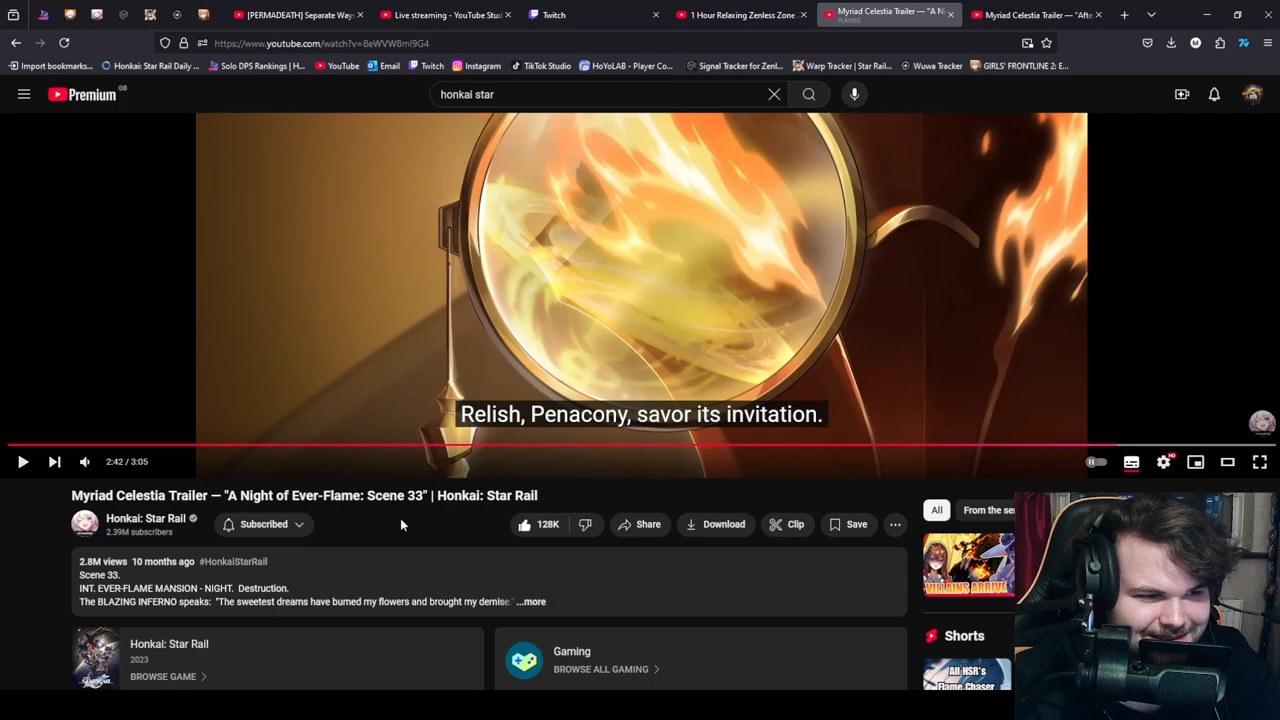 [PERMADEATH] Separate Ways
Live streaming - YouTube Stud
Twitch
1 Hour Relaxing Zenless Zone
Myriad Celestia Trailer — "A Ni
PLAYING
Myriad Celestia Trailer — "Afte
https://www.youtube.com/watch?v=8eWVW8mI9G4
Import bookmarks...
Honkai: Star Rail Daily ...
Solo DPS Rankings | H...
YouTube
Email
Twitch
Instagram
TikTok Studio
HoYoLAB - Player Co...
Signal Tracker for Zenl...
Warp Tracker | Star Rail...
Wuwa Tracker
GIRLS' FRONTLINE 2: E...
Premium GB
honkai star
Relish, Penacony, savor its invitation.
2:42 / 3:05
HD
Myriad Celestia Trailer — "A Night of Ever-Flame: Scene 33" | Honkai: Star Rail
Honkai: Star Rail
2.39M subscribers
Subscribed
128K
Share
Download
Clip
Save
All
From the se
2.8M views 10 months ago #HonkaiStarRail
Scene 33.
INT. EVER-FLAME MANSION - NIGHT. Destruction.
The BLAZING INFERNO speaks: "The sweetest dreams have burned my flowers and brought my demise." ...more
VILLAINS ARRIVE
Honkai: Star Rail
2023
BROWSE GAME
Gaming
BROWSE ALL GAMING
Shorts
All HSR's
Flame Chaser